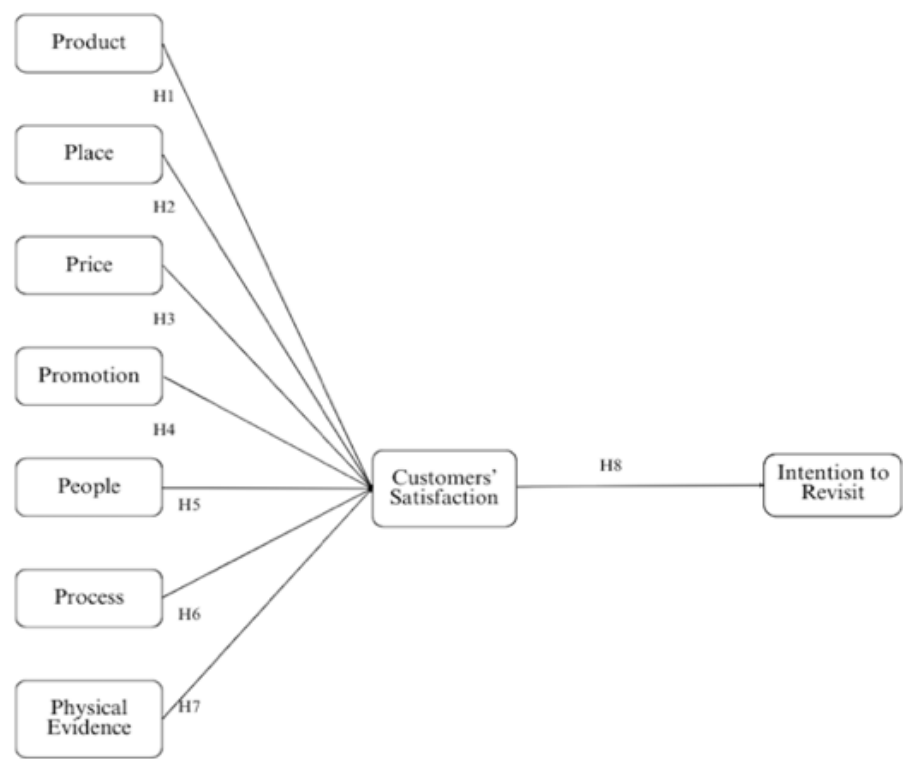 Product
H1
Place
H2
Price
H3
Promotion
H4
People
H5
Process
H6
Physical
Evidence
H7
Customers’
Satisfaction
H8
Intention to
Revisit